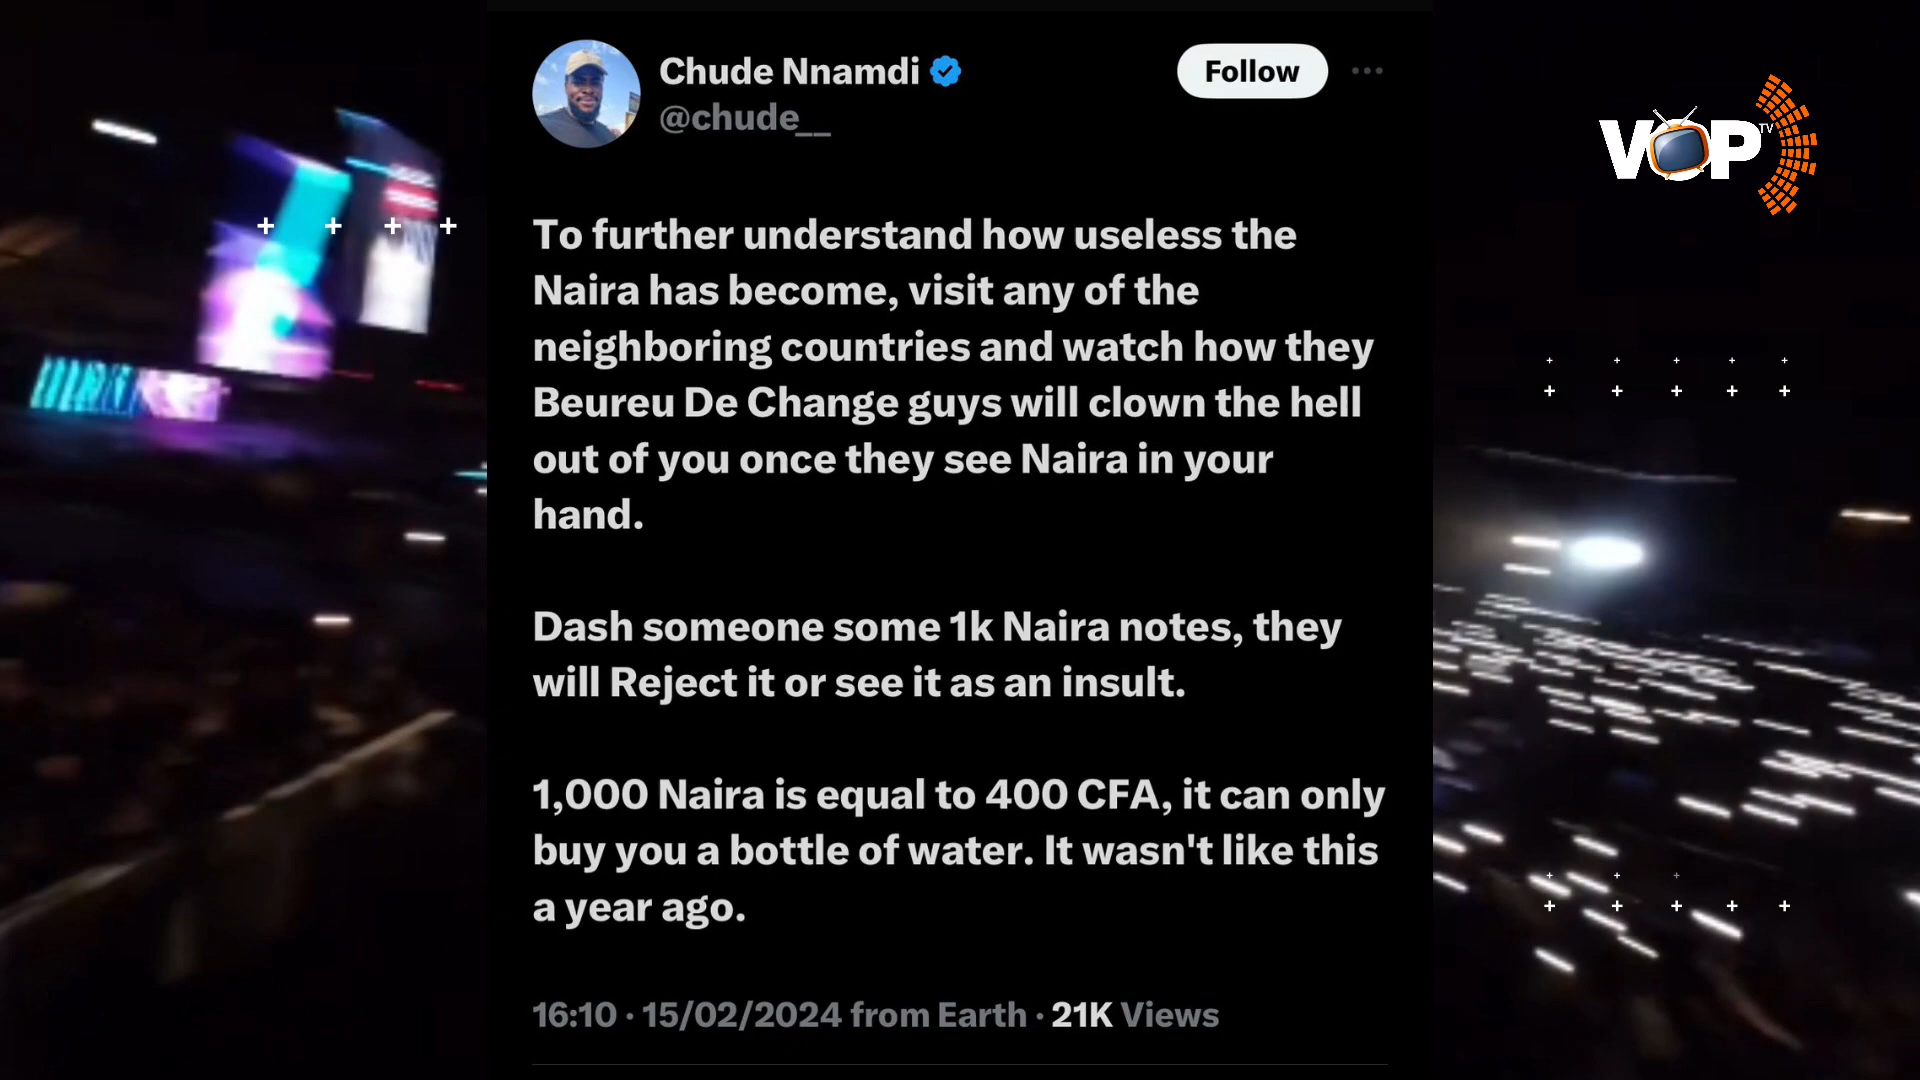 Chude Nnamdi
@chude__
Follow
VOP TV
To further understand how useless the
Naira has become, visit any of the
neighboring countries and watch how they
Beureu De Change guys will clown the hell
out of you once they see Naira in your
hand.
Dash someone some 1k Naira notes, they
will Reject it or see it as an insult.
1,000 Naira is equal to 400 CFA, it can only
buy you a bottle of water. It wasn't like this
a year ago.
16:10 · 15/02/2024 from Earth · 21K Views